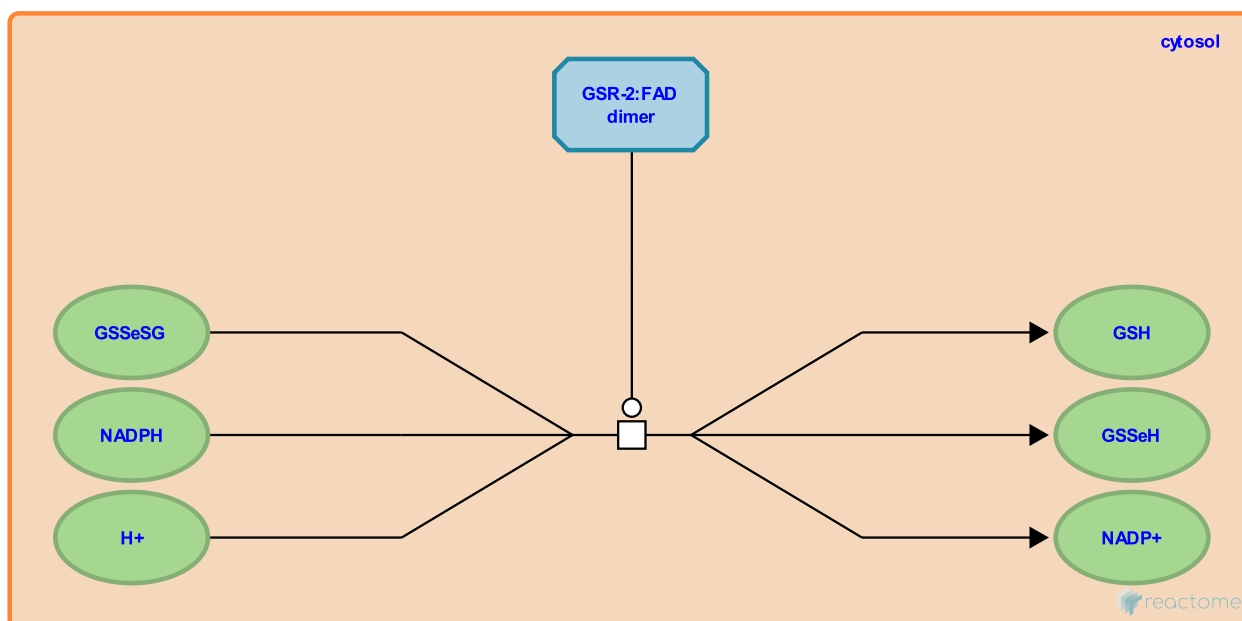 cytosol
GSR-2:FAD
dimer
GSSeSG
GSH
NADPH
GSSeH
H+
NADP+
reactome